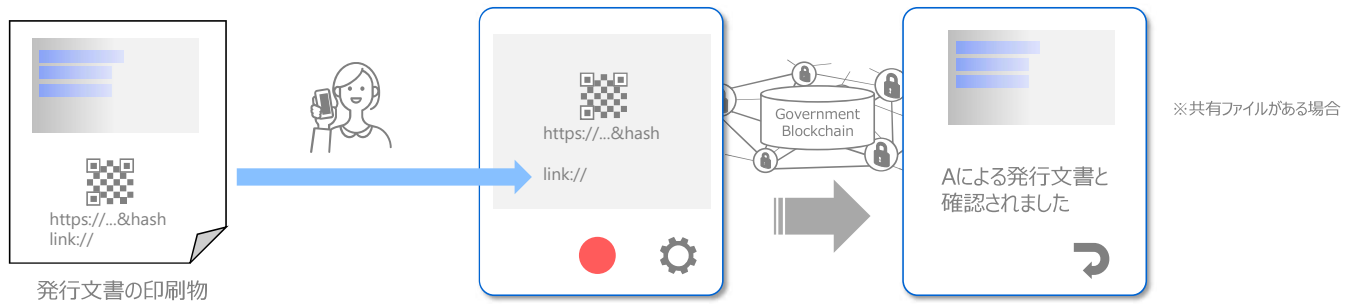 https://...&hash
link://
発行文書の印刷物
https://...&hash
link://
Government
Blockchain
Aによる発行文書と
確認されました
※共有ファイルがある場合